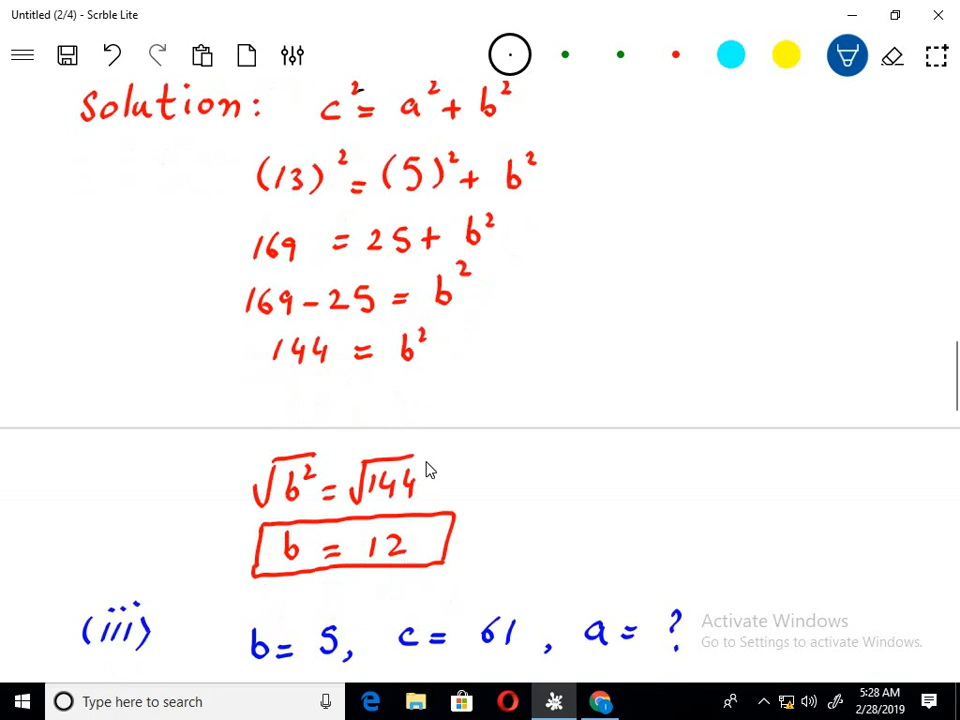 Untitled (2/4) - Scrble Lite
Solution: c² = a² + b²
(13)² = (5)² + b²
169 = 25 + b²
169 - 25 = b²
144 = b²
√b² = √144
b = 12
(iii) b = 5, c = 61, a = ?
Activate Windows
Go to Settings to activate Windows.
Type here to search
5:28 AM
2/28/2019